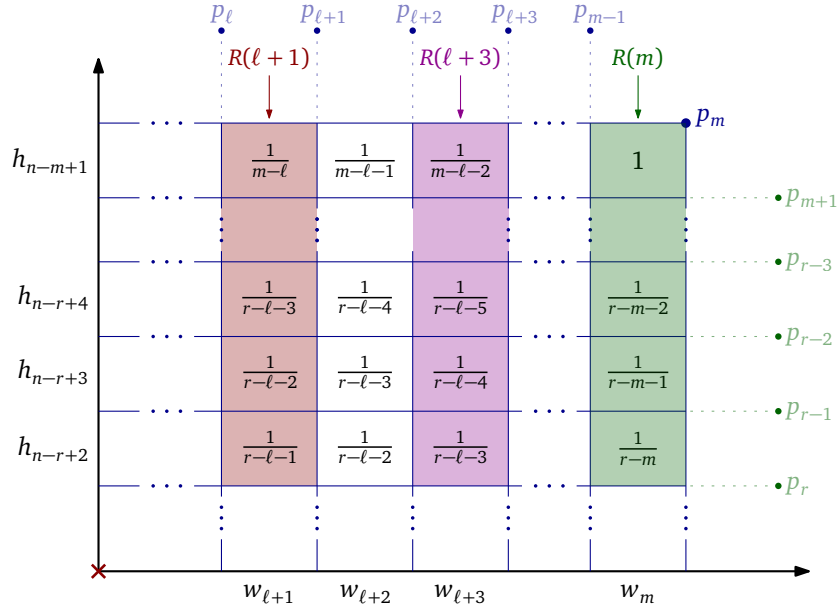 p_ℓ p_{ℓ+1} p_{ℓ+2} p_{ℓ+3} p_{m−1}
R(ℓ + 1) R(ℓ + 3) R(m)
p_m
h_{n−m+1} 1/(m−ℓ) 1/(m−ℓ−1) 1/(m−ℓ−2) 1
p_{m+1}
p_{r−3}
h_{n−r+4} 1/(r−ℓ−3) 1/(r−ℓ−4) 1/(r−ℓ−5) 1/(r−m−2)
p_{r−2}
h_{n−r+3} 1/(r−ℓ−2) 1/(r−ℓ−3) 1/(r−ℓ−4) 1/(r−m−1)
p_{r−1}
h_{n−r+2} 1/(r−ℓ−1) 1/(r−ℓ−2) 1/(r−ℓ−3) 1/(r−m)
p_r
w_{ℓ+1} w_{ℓ+2} w_{ℓ+3} w_m